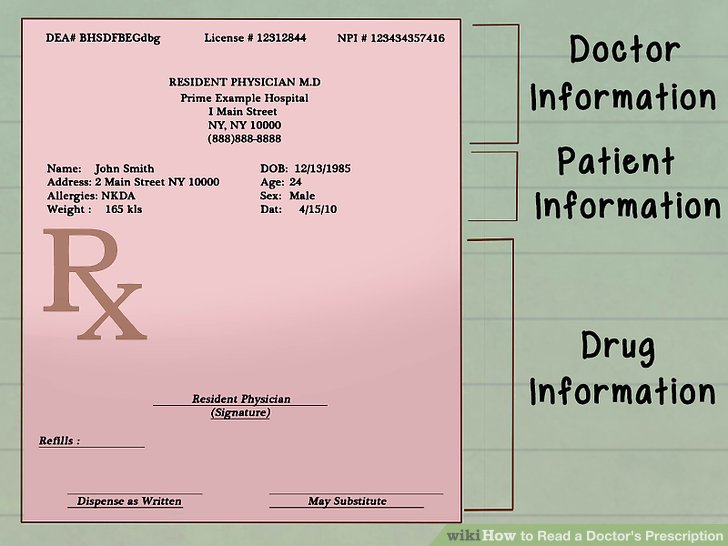 DEA# BHSDFBEGdbg License # 12312844 NPI # 123434357416
RESIDENT PHYSICIAN M.D
Prime Example Hospital
1 Main Street
NY, NY 10000
(888)888-8888
Name: John Smith DOB: 12/13/1985
Address: 2 Main Street NY 10000 Age: 24
Allergies: NKDA Sex: Male
Weight : 165 kls Dat: 4/15/10
Rx
Resident Physician
(Signature)
Refills :
Dispense as Written May Substitute
Doctor
Information
Patient
Information
Drug
Information
wikiHow to Read a Doctor's Prescription